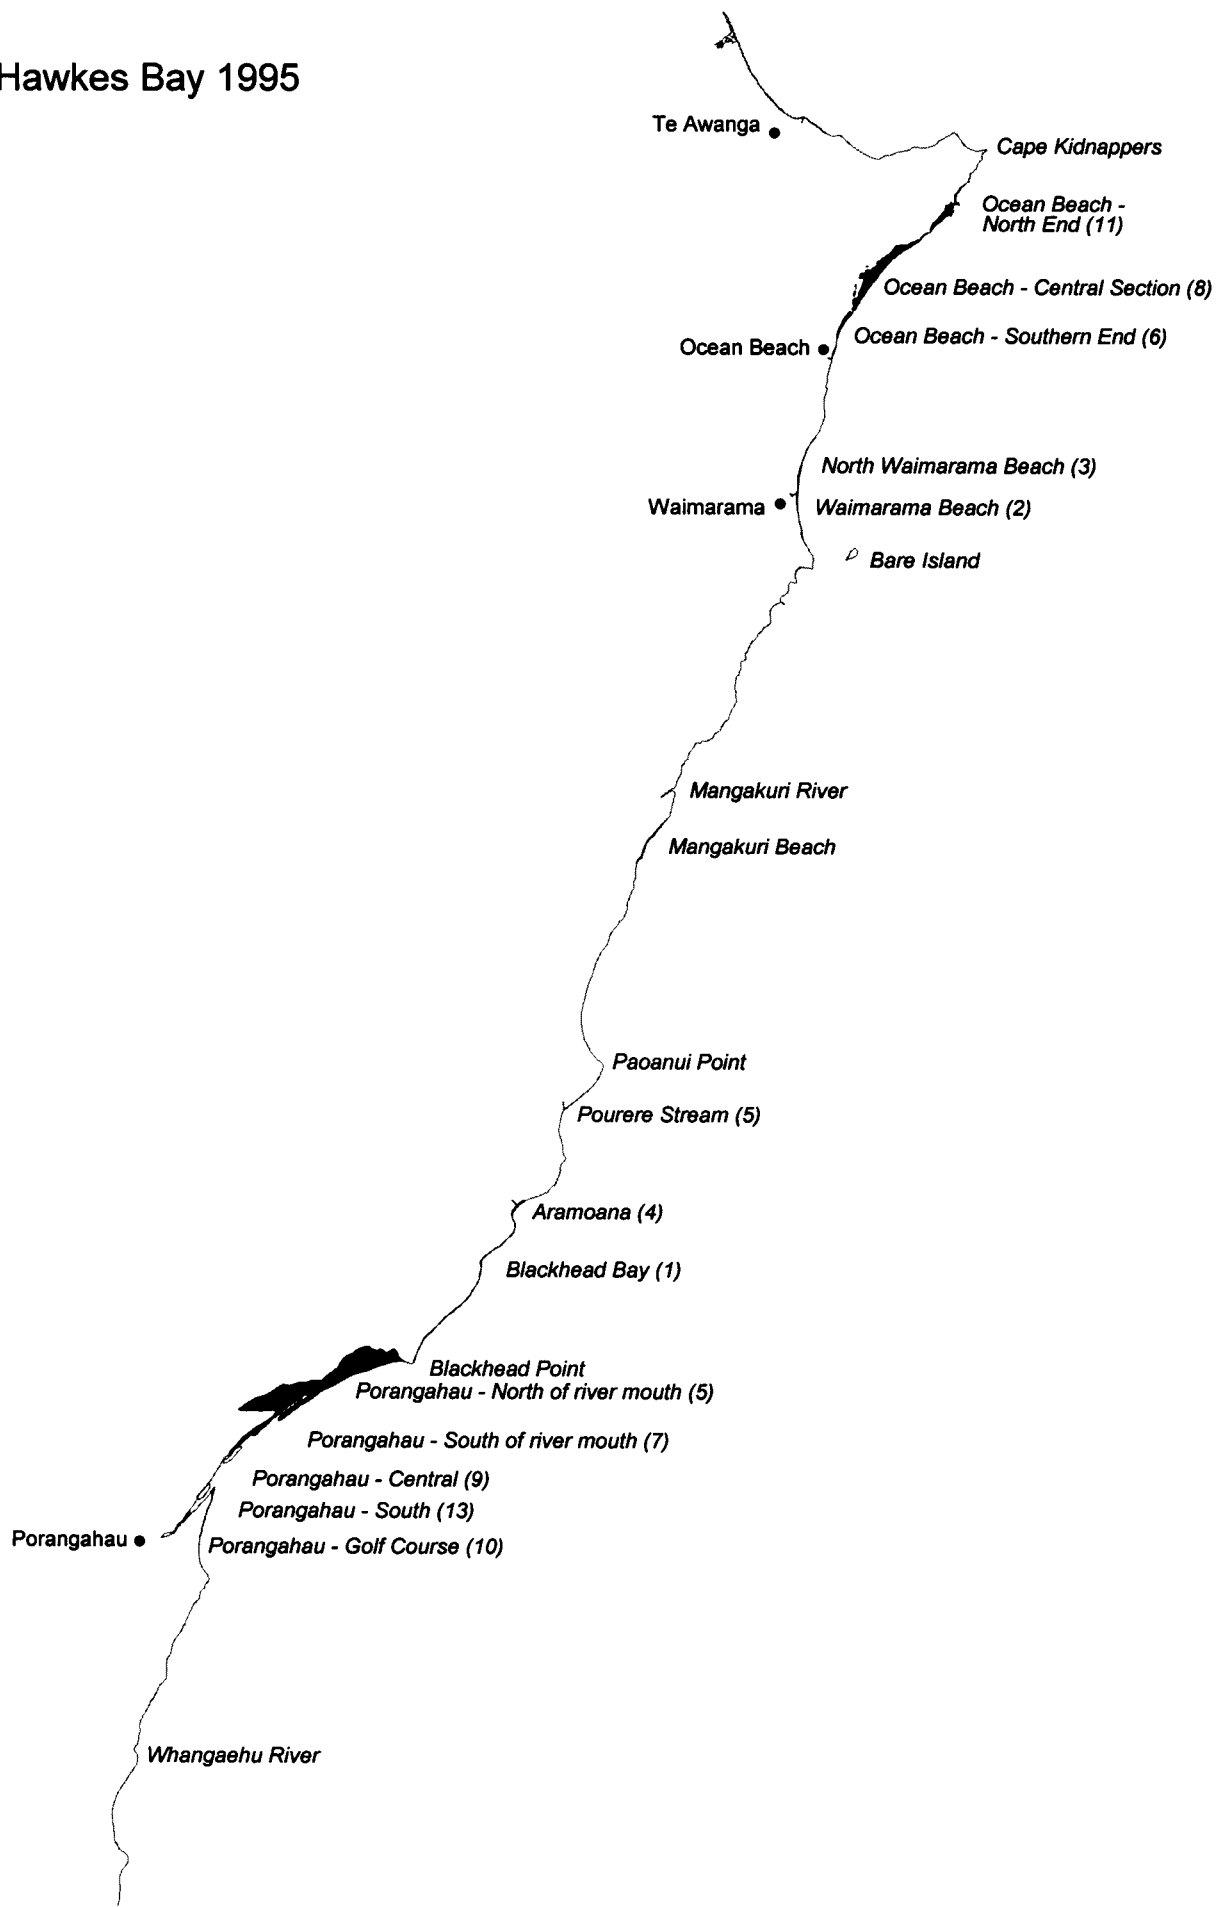 Hawkes Bay 1995
Te Awanga
Cape Kidnappers
Ocean Beach -
North End (11)
Ocean Beach - Central Section (8)
Ocean Beach - Southern End (6)
Ocean Beach
North Waimarama Beach (3)
Waimarama
Waimarama Beach (2)
Bare Island
Mangakuri River
Mangakuri Beach
Paoanui Point
Pourere Stream (5)
Aramoana (4)
Blackhead Bay (1)
Blackhead Point
Porangahau - North of river mouth (5)
Porangahau - South of river mouth (7)
Porangahau - Central (9)
Porangahau - South (13)
Porangahau
Porangahau - Golf Course (10)
Whangaehu River